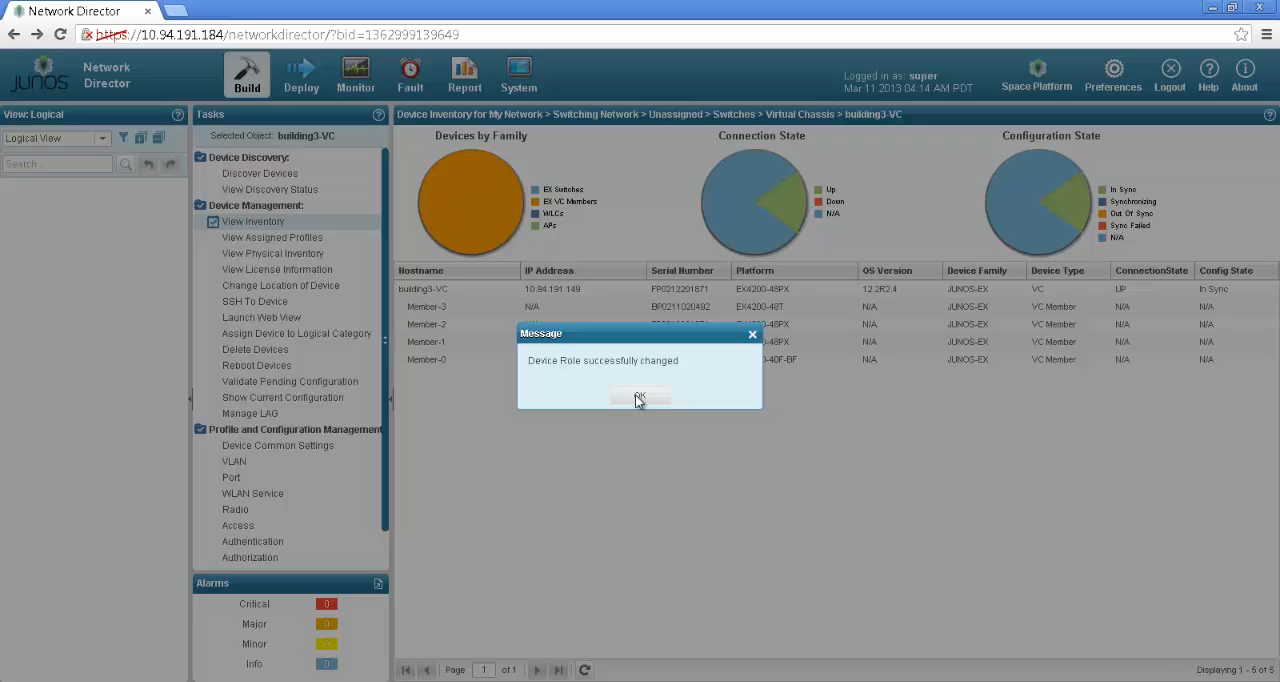 Network Director
https://10.94.191.184/networkdirector/?bid=1362999139649
JUNOS
Network
Director
Build
Deploy
Monitor
Fault
Report
System
Logged in as: super
Mar 11 2013 04:14 AM PDT
Space Platform
Preferences
Logout
Help
About
View: Logical
Logical View
Search...
Tasks
Selected Object: building3-VC
Device Discovery:
Discover Devices
View Discovery Status
Device Management:
View Inventory
View Assigned Profiles
View Physical Inventory
View License Information
Change Location of Device
SSH To Device
Launch Web View
Assign Device to Logical Category
Delete Devices
Reboot Devices
Validate Pending Configuration
Show Current Configuration
Manage LAG
Profile and Configuration Management
Device Common Settings
VLAN
Port
WLAN Service
Radio
Access
Authentication
Authorization
Alarms
Critical 0
Major 0
Minor
Info 0
Device Inventory for My Network > Switching Network > Unassigned > Switches > Virtual Chassis > building3-VC
Devices by Family
EX Switches
EX VC Members
WLCs
APs
Connection State
Up
Down
N/A
Configuration State
In Sync
Synchronizing
Out Of Sync
Sync Failed
N/A
Hostname IP Address Serial Number Platform OS Version Device Family Device Type ConnectionState Config State
building3-VC 10.94.191.149 FP0212201871 EX4200-48PX 12.2R2.4 JUNOS-EX VC UP In Sync
Member-3 N/A BP0211020492 EX4200-48T N/A JUNOS-EX VC Member N/A N/A
Member-2 -48PX N/A JUNOS-EX VC Member N/A N/A
Member-1 -48PX N/A JUNOS-EX VC Member N/A N/A
Member-0 -40F-BF N/A JUNOS-EX VC Member N/A N/A
Message
Device Role successfully changed
OK
Page 1 of 1
Displaying 1 - 5 of 5